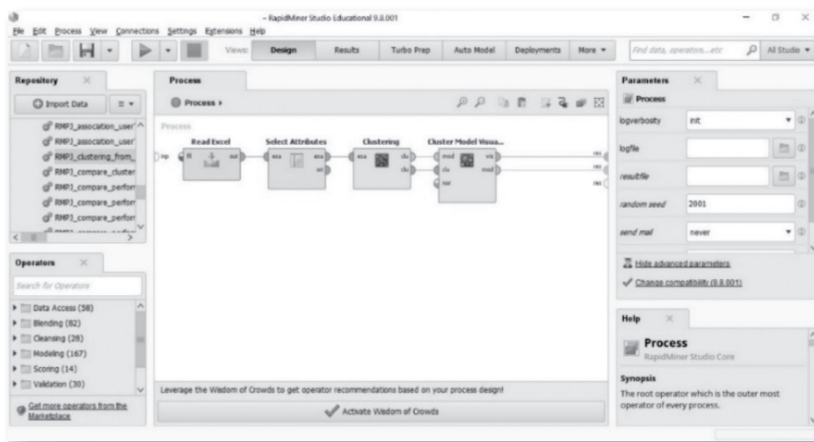 – RapidMiner Studio Educational 9.8.001
File Edit Process View Connections Settings Extensions Help
Views: Design Results Turbo Prep Auto Model Deployments More
Find data, operators...etc
All Studio
Repository
Import Data
RMP3_association_user
RMP3_association_user
RMP3_clustering_from_
RMP3_compare_cluster
RMP3_compare_perfor
RMP3_compare_perfor
Operators
Search for Operators
Data Access (58)
Blending (82)
Cleansing (28)
Modeling (167)
Scoring (14)
Validation (30)
Get more operators from the Marketplace
Process
Process
Process
Read Excel
Select Attributes
Clustering
Cluster Model Visua...
inp
fil
out
exa
exa
ori
exa
clu
clu
mod
vis
clu
mod
res
res
res
Leverage the Wisdom of Crowds to get operator recommendations based on your process design!
Activate Wisdom of Crowds
Parameters
Process
logverbosity
init
logfile
resultfile
random seed
2001
send mail
never
Hide advanced parameters
Change compatibility (9.8.001)
Help
Process
RapidMiner Studio Core
Synopsis
The root operator which is the outer most
operator of every process.